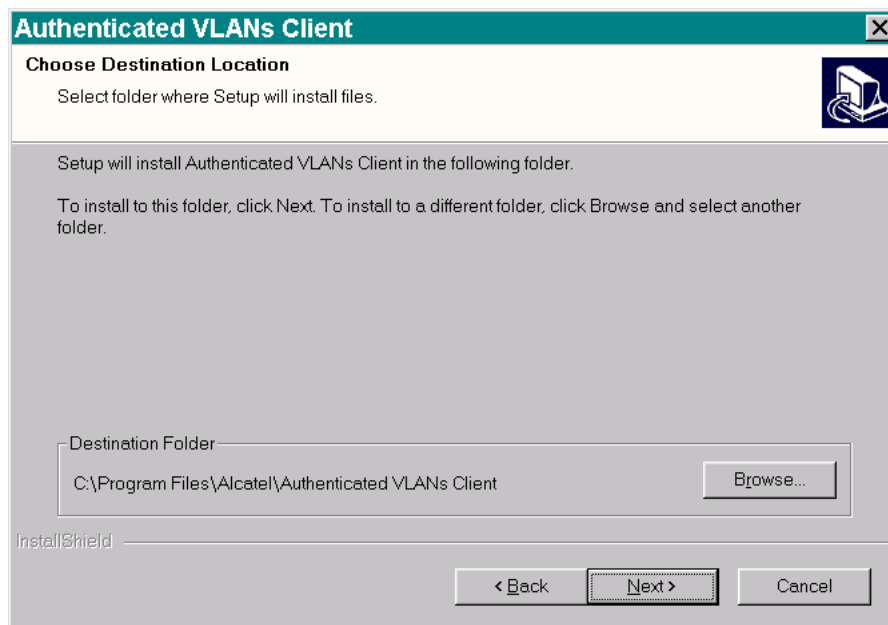 Authenticated VLANs Client
Choose Destination Location
Select folder where Setup will install files.
Setup will install Authenticated VLANs Client in the following folder.
To install to this folder, click Next. To install to a different folder, click Browse and select another
folder.
Destination Folder
C:\Program Files\Alcatel\Authenticated VLANs Client
Browse...
InstallShield
< Back
Next >
Cancel